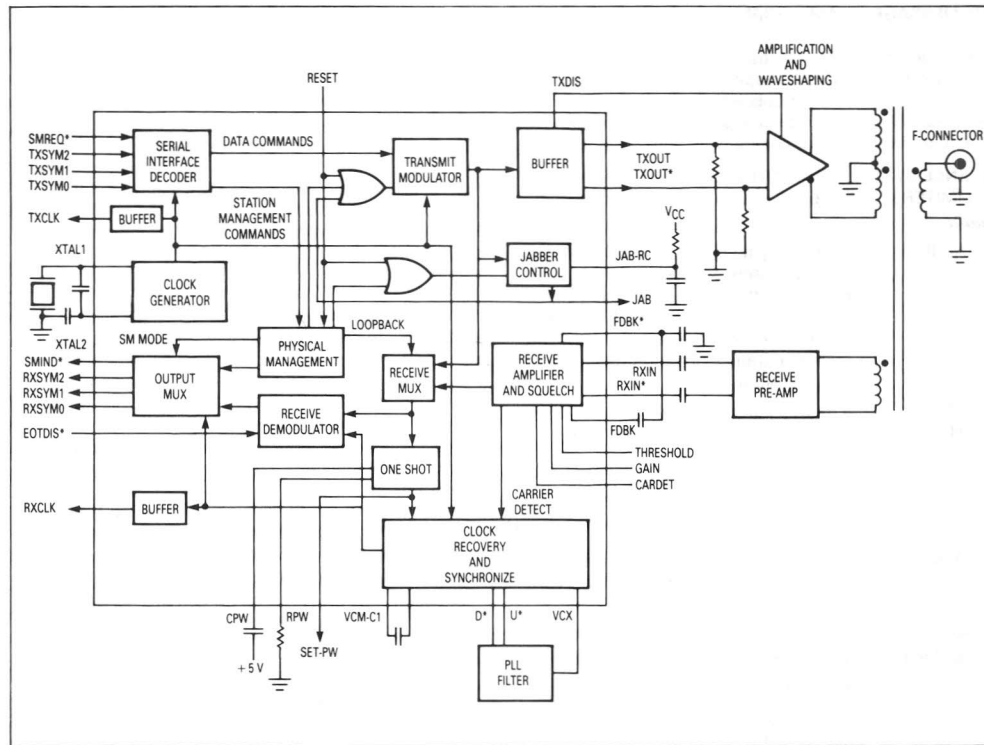 AMPLIFICATION
AND
WAVESHAPING
RESET
TXDIS
F-CONNECTOR
SMREQ*
TXSYM2
TXSYM1
TXSYM0
SERIAL
INTERFACE
DECODER
DATA COMMANDS
TRANSMIT
MODULATOR
BUFFER
TXOUT
TXOUT*
STATION
MANAGEMENT
COMMANDS
TXCLK
BUFFER
VCC
XTAL1
CLOCK
GENERATOR
JABBER
CONTROL
JAB-RC
JAB
XTAL2
SM MODE
PHYSICAL
MANAGEMENT
LOOPBACK
FDBK*
SMIND*
RXSYM2
RXSYM1
RXSYM0
OUTPUT
MUX
RECEIVE
MUX
RECEIVE
AMPLIFIER
AND SQUELCH
RXIN
RXIN*
RECEIVE
PRE-AMP
EOTDIS*
RECEIVE
DEMODULATOR
FDBK
ONE SHOT
THRESHOLD
GAIN
CARDET
RXCLK
BUFFER
CARRIER
DETECT
CLOCK
RECOVERY
AND
SYNCHRONIZE
CPW
RPW
VCM-C1
D*
U*
VCX
+5 V
SET-PW
PLL
FILTER